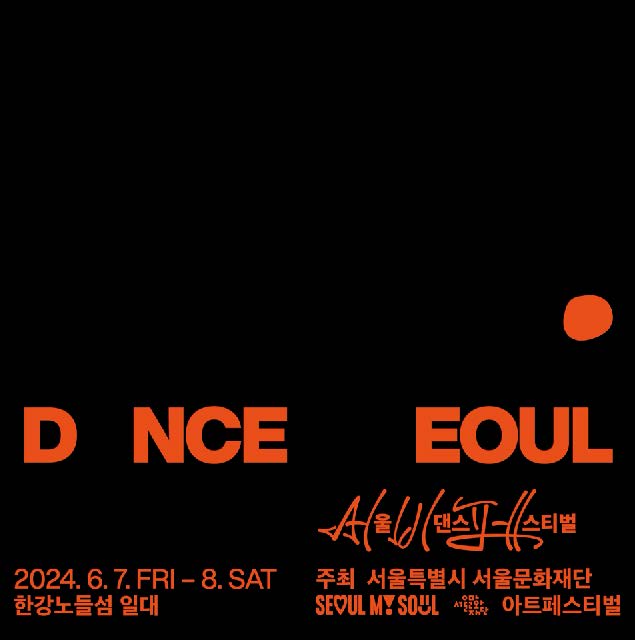 D NCE EOUL
서울비댄스페스티벌
2024. 6. 7. FRI – 8. SAT
한강노들섬 일대
주최 서울특별시 서울문화재단
SEOUL MY SOUL 아트페스티벌